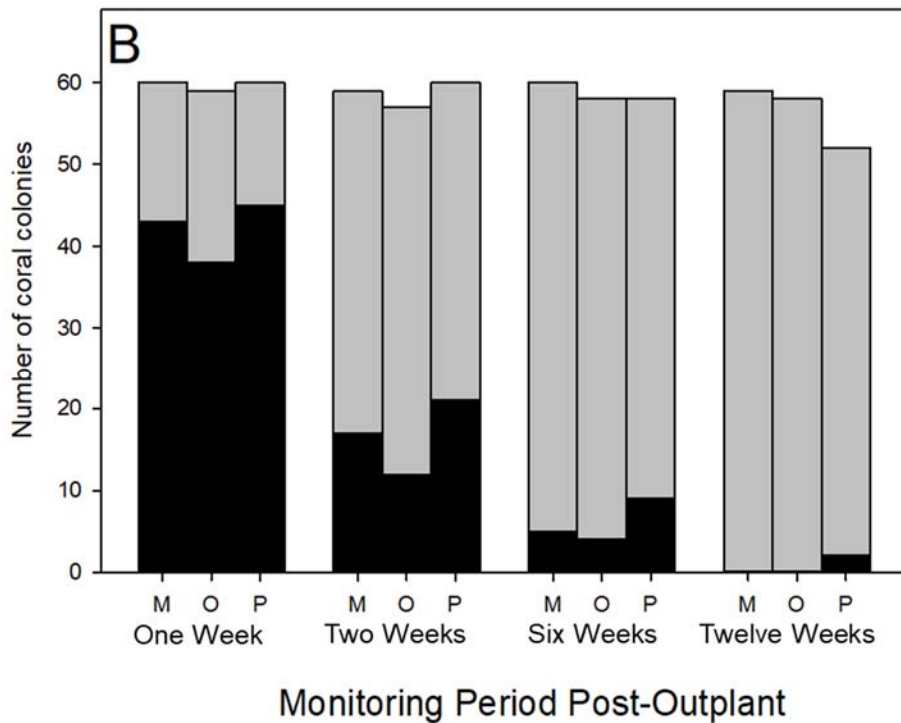 B
Number of coral colonies
60
50
40
30
20
10
0
M O P M O P M O P M O P
One Week Two Weeks Six Weeks Twelve Weeks
Monitoring Period Post-Outplant